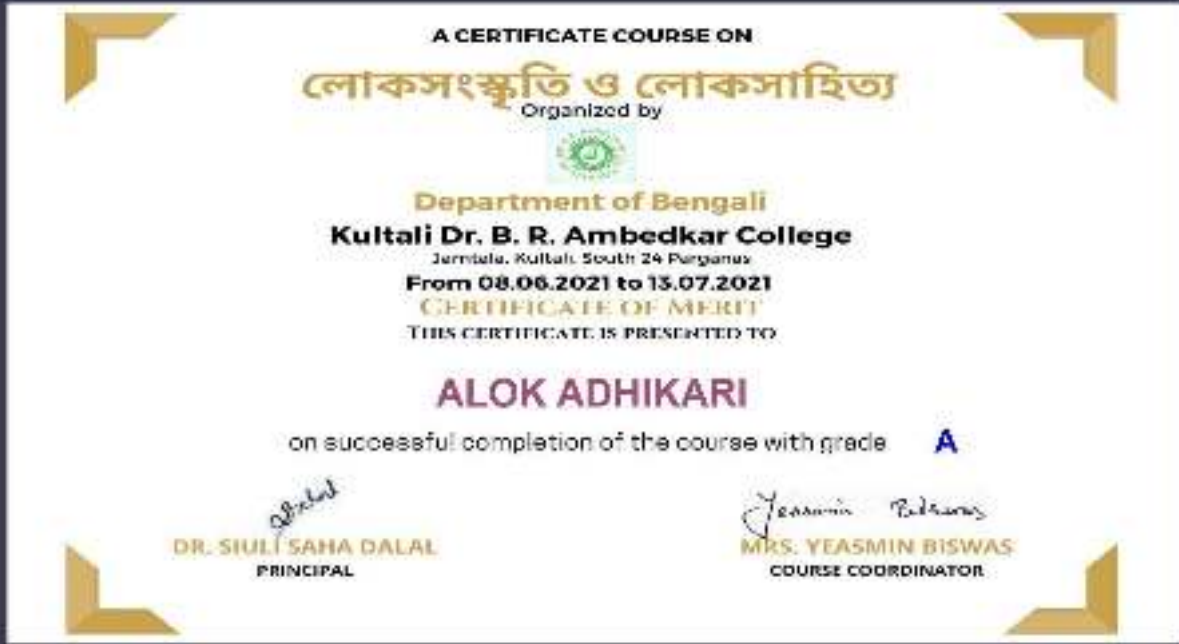 A CERTIFICATE COURSE ON
লোকসংস্কৃতি ও লোকসাহিত্য
Organized by
Department of Bengali
Kultali Dr. B. R. Ambedkar College
Jamtala, Kultali, South 24 Parganas
From 08.06.2021 to 13.07.2021
CERTIFICATE OF MERIT
THIS CERTIFICATE IS PRESENTED TO
ALOK ADHIKARI
on successful completion of the course with grade A
Yeasmin Biswas
DR. SIULI SAHA DALAL
MRS. YEASMIN BISWAS
PRINCIPAL
COURSE COORDINATOR